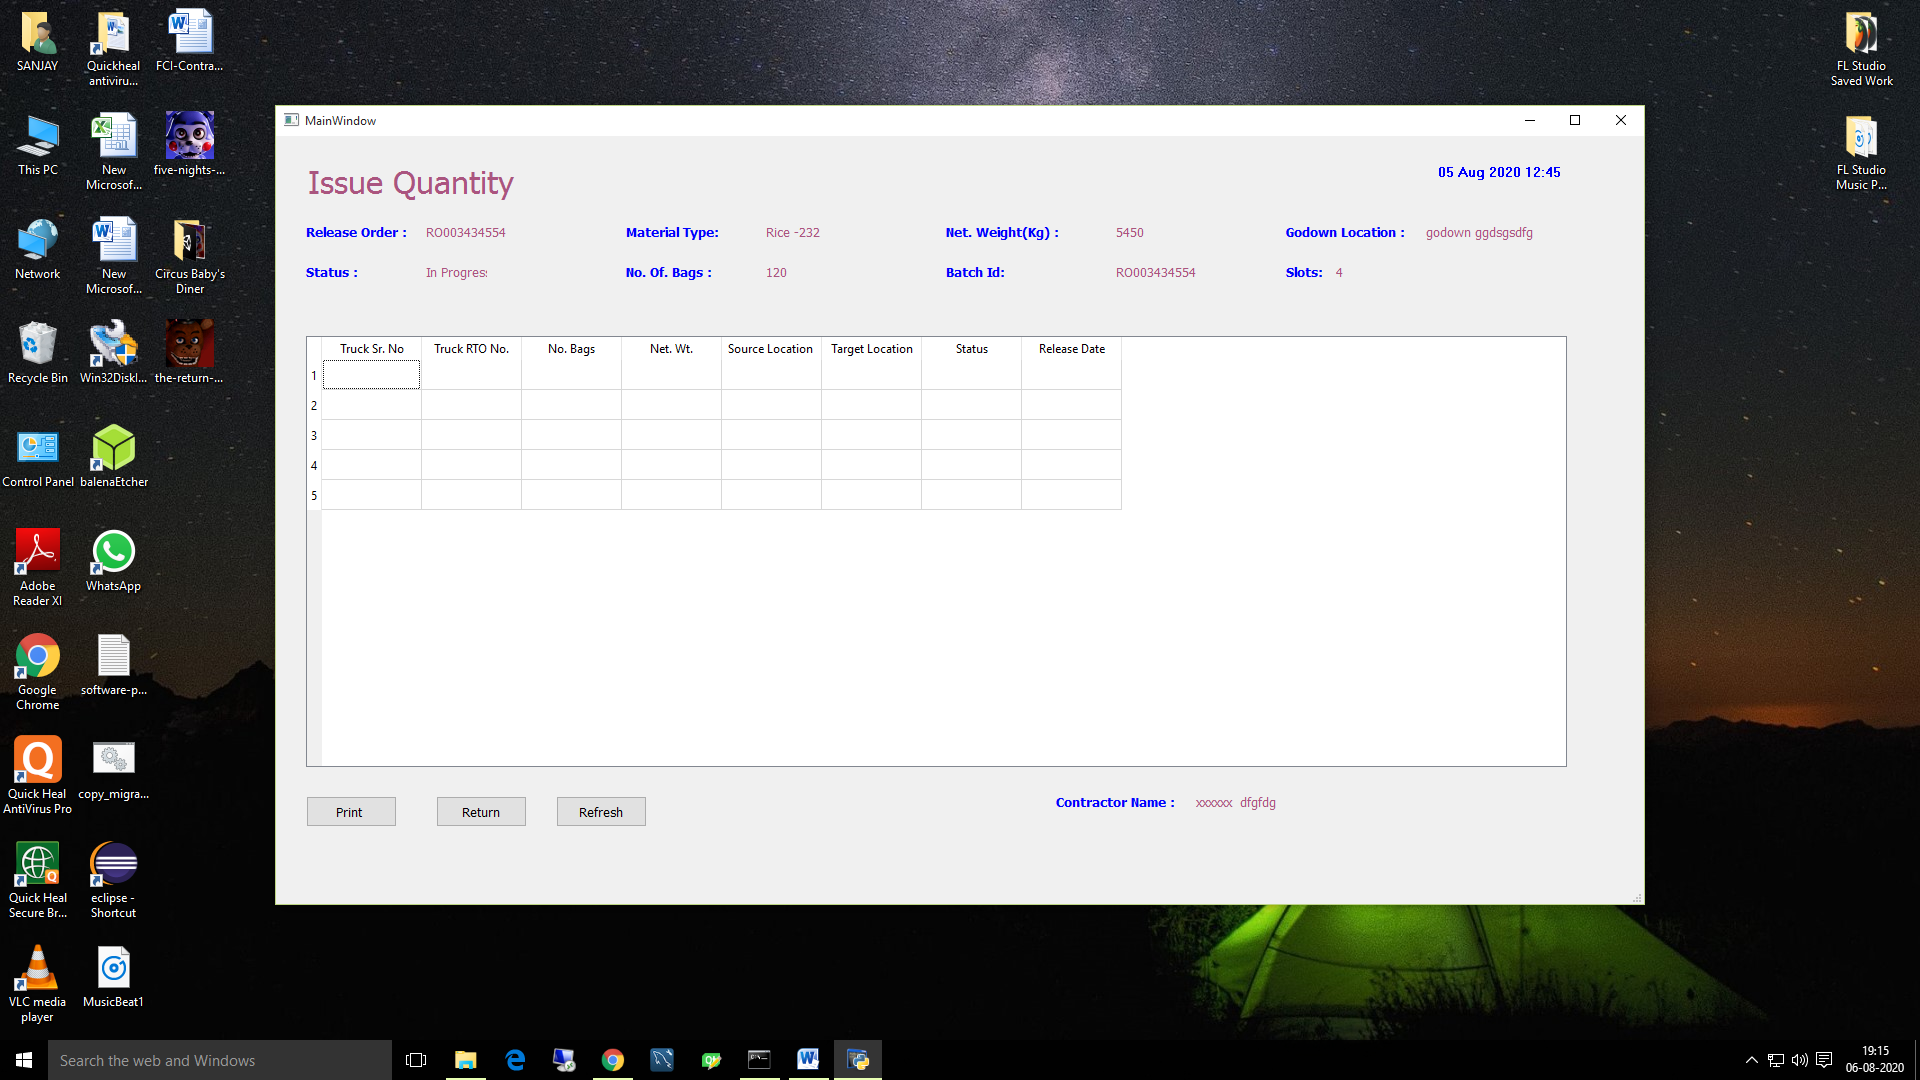 SANJAY
Quickheal
antiviru...
FCI-Contra...
FL Studio
Saved Work
This PC
New
Microsof...
five-nights-...
FL Studio
Music P...
Network
New
Microsof...
Circus Baby's
Diner
Recycle Bin
Win32DiskI...
the-return-...
Control Panel
balenaEtcher
Adobe
Reader XI
WhatsApp
Google
Chrome
software-p...
Quick Heal
AntiVirus Pro
copy_migra...
Quick Heal
Secure Br...
eclipse -
Shortcut
VLC media
player
MusicBeat1
MainWindow
Issue Quantity
05 Aug 2020 12:45
Release Order : RO003434554 Material Type: Rice -232 Net. Weight(Kg) : 5450 Godown Location : godown ggdsgsdfg
Status : In Progress No. Of. Bags : 120 Batch Id: RO003434554 Slots: 4
Truck Sr. No Truck RTO No. No. Bags Net. Wt. Source Location Target Location Status Release Date
1
2
3
4
5
Print Return Refresh
Contractor Name : xxxxxx dfgfdg
Search the web and Windows
19:15
06-08-2020